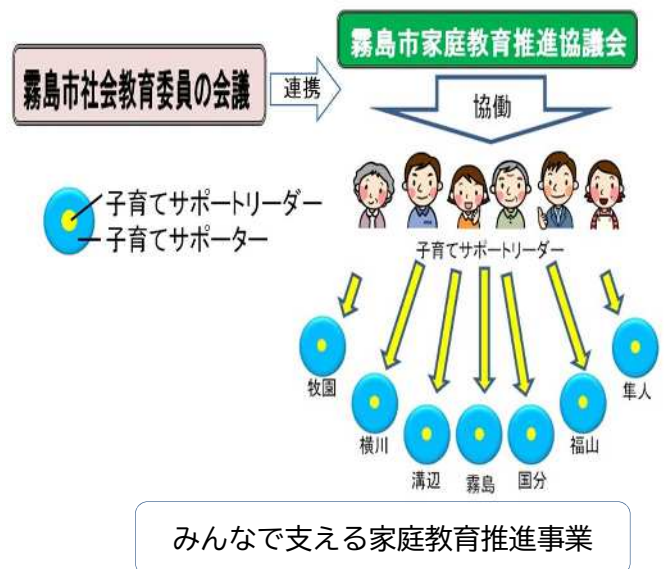 霧島市家庭教育推進協議会
霧島市社会教育委員の会議
連携
協働
子育てサポートリーダー
子育てサポーター
子育てサポートリーダー
牧園
横川
溝辺
霧島
国分
福山
隼人
みんなで支える家庭教育推進事業